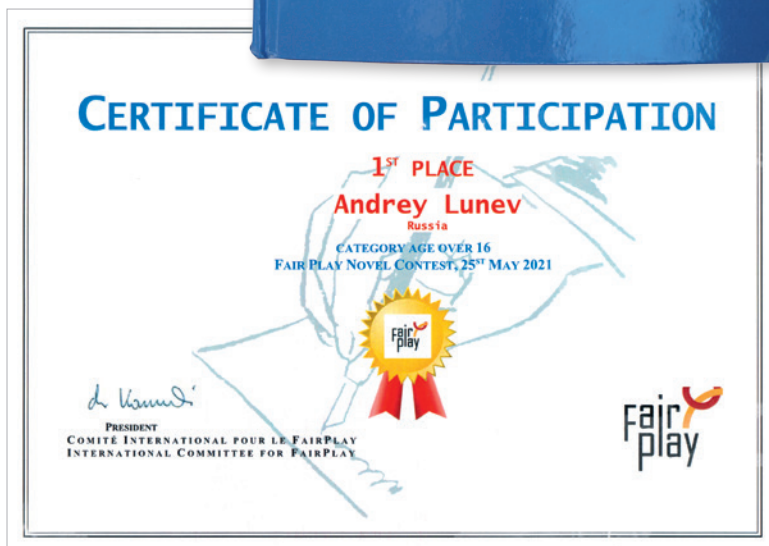 CERTIFICATE OF PARTICIPATION
1ST PLACE
Andrey Lunev
Russia
CATEGORY AGE OVER 16
FAIR PLAY NOVEL CONTEST, 25ST MAY 2021
Fair
play
PRESIDENT
COMITÉ INTERNATIONAL POUR LE FAIRPLAY
INTERNATIONAL COMMITTEE FOR FAIRPLAY
Fair
play